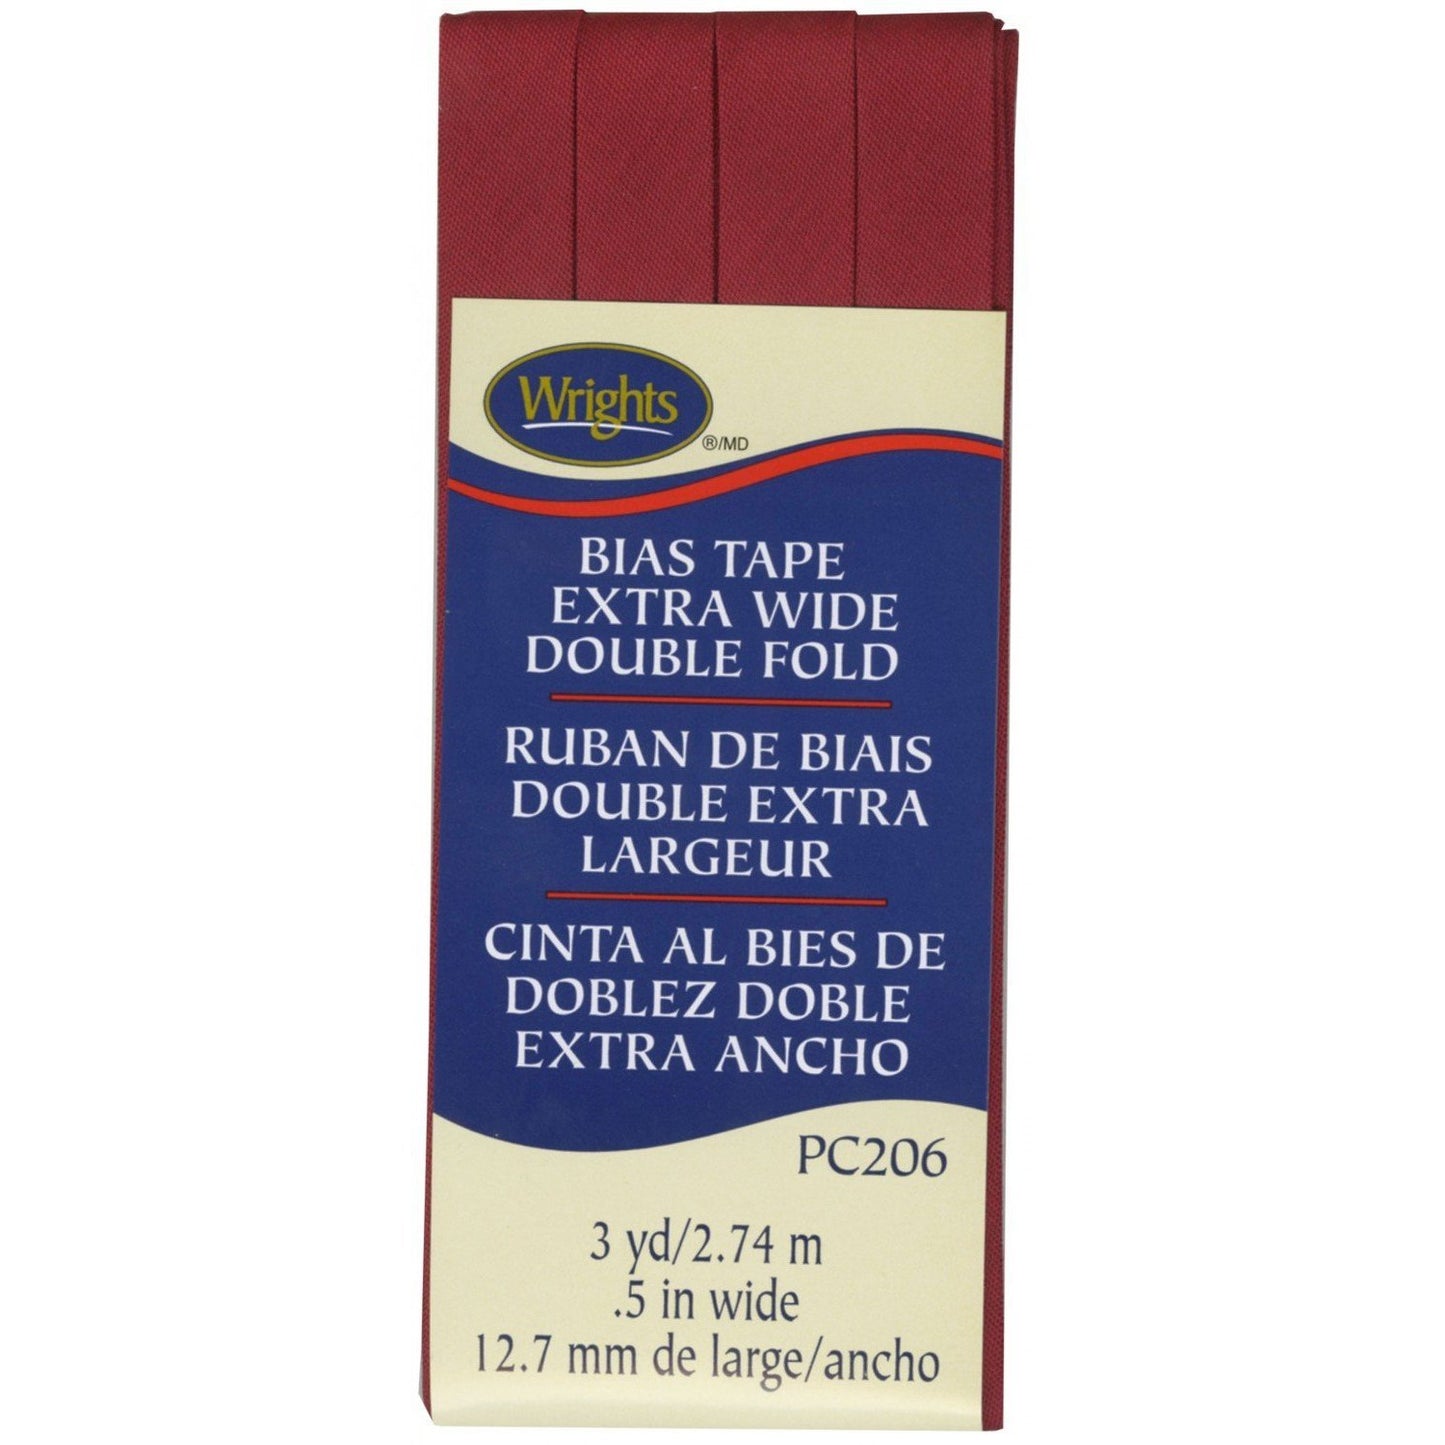 Wrights
®/MD
BIAS TAPE
EXTRA WIDE
DOUBLE FOLD
RUBAN DE BIAIS
DOUBLE EXTRA
LARGEUR
CINTA AL BIES DE
DOBLEZ DOBLE
EXTRA ANCHO
PC206
3 yd/2.74 m
.5 in wide
12.7 mm de large/ancho